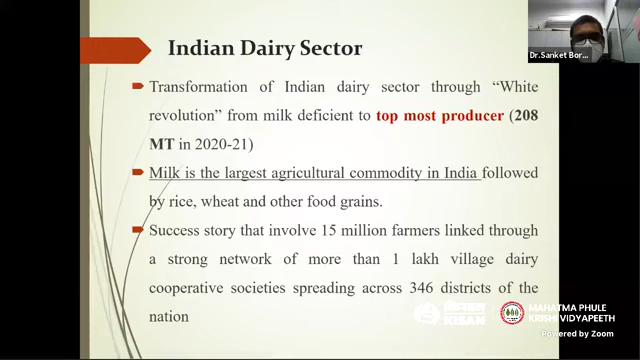 Indian Dairy Sector
Dr.Sanket Bor...
Transformation of Indian dairy sector through “White
revolution” from milk deficient to top most producer (208
MT in 2020-21)
Milk is the largest agricultural commodity in India followed
by rice, wheat and other food grains.
Success story that involve 15 million farmers linked through
a strong network of more than 1 lakh village dairy
cooperative societies spreading across 346 districts of the
nation
किसान
KISAN
MAHATMA PHULE
KRISHI VIDYAPEETH
Powered by Zoom